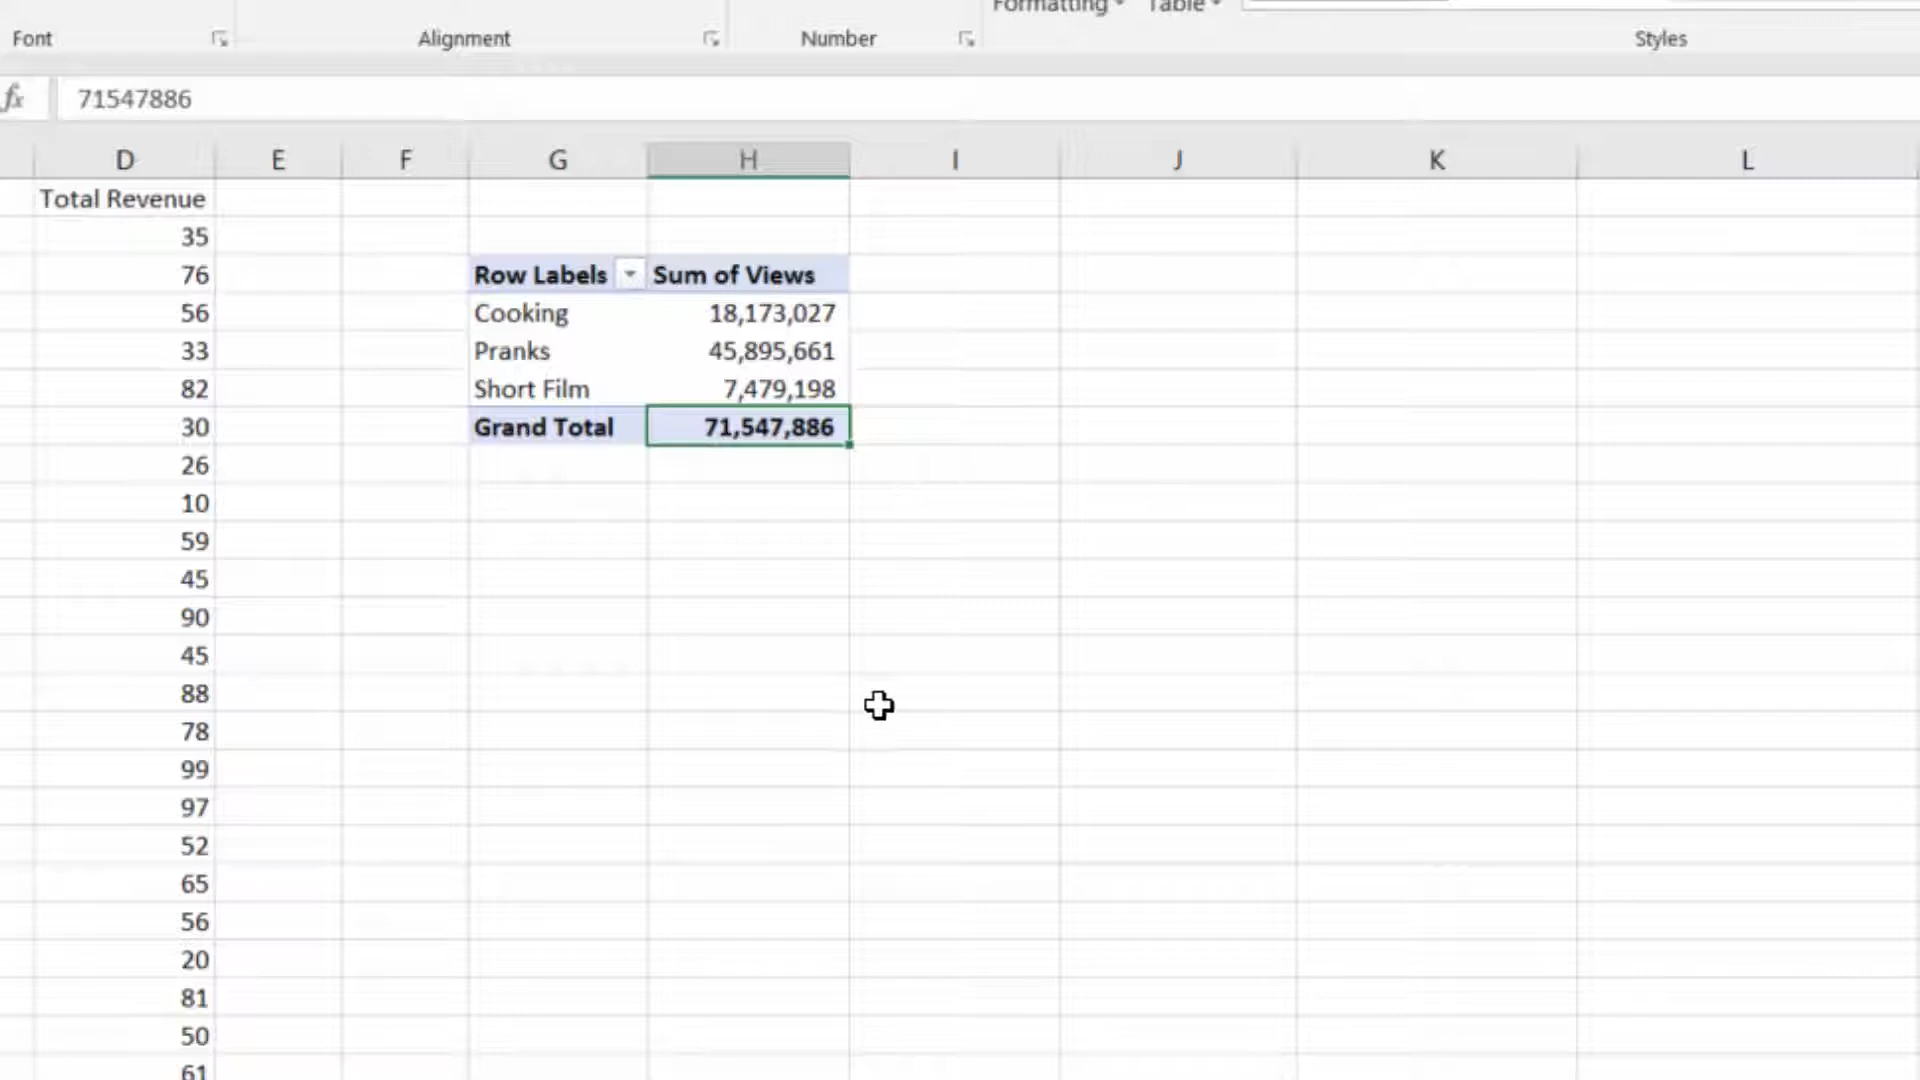 Formatting Table
Font Alignment Number Styles
fx 71547886
D E F G H I J K L
Total Revenue
35
76 Row Labels Sum of Views
56 Cooking 18,173,027
33 Pranks 45,895,661
82 Short Film 7,479,198
30 Grand Total 71,547,886
26
10
59
45
90
45
88
78
99
97
52
65
56
20
81
50
61